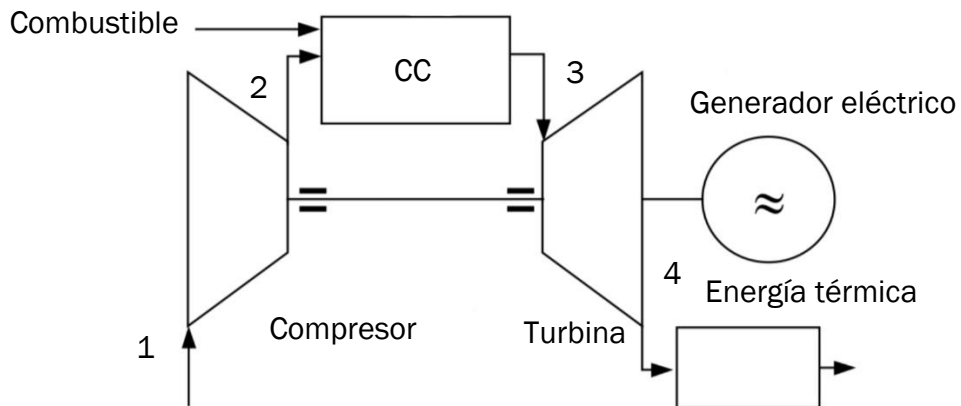 Combustible
CC
2
3
Generador eléctrico
≈
4
Energía térmica
Compresor
Turbina
1